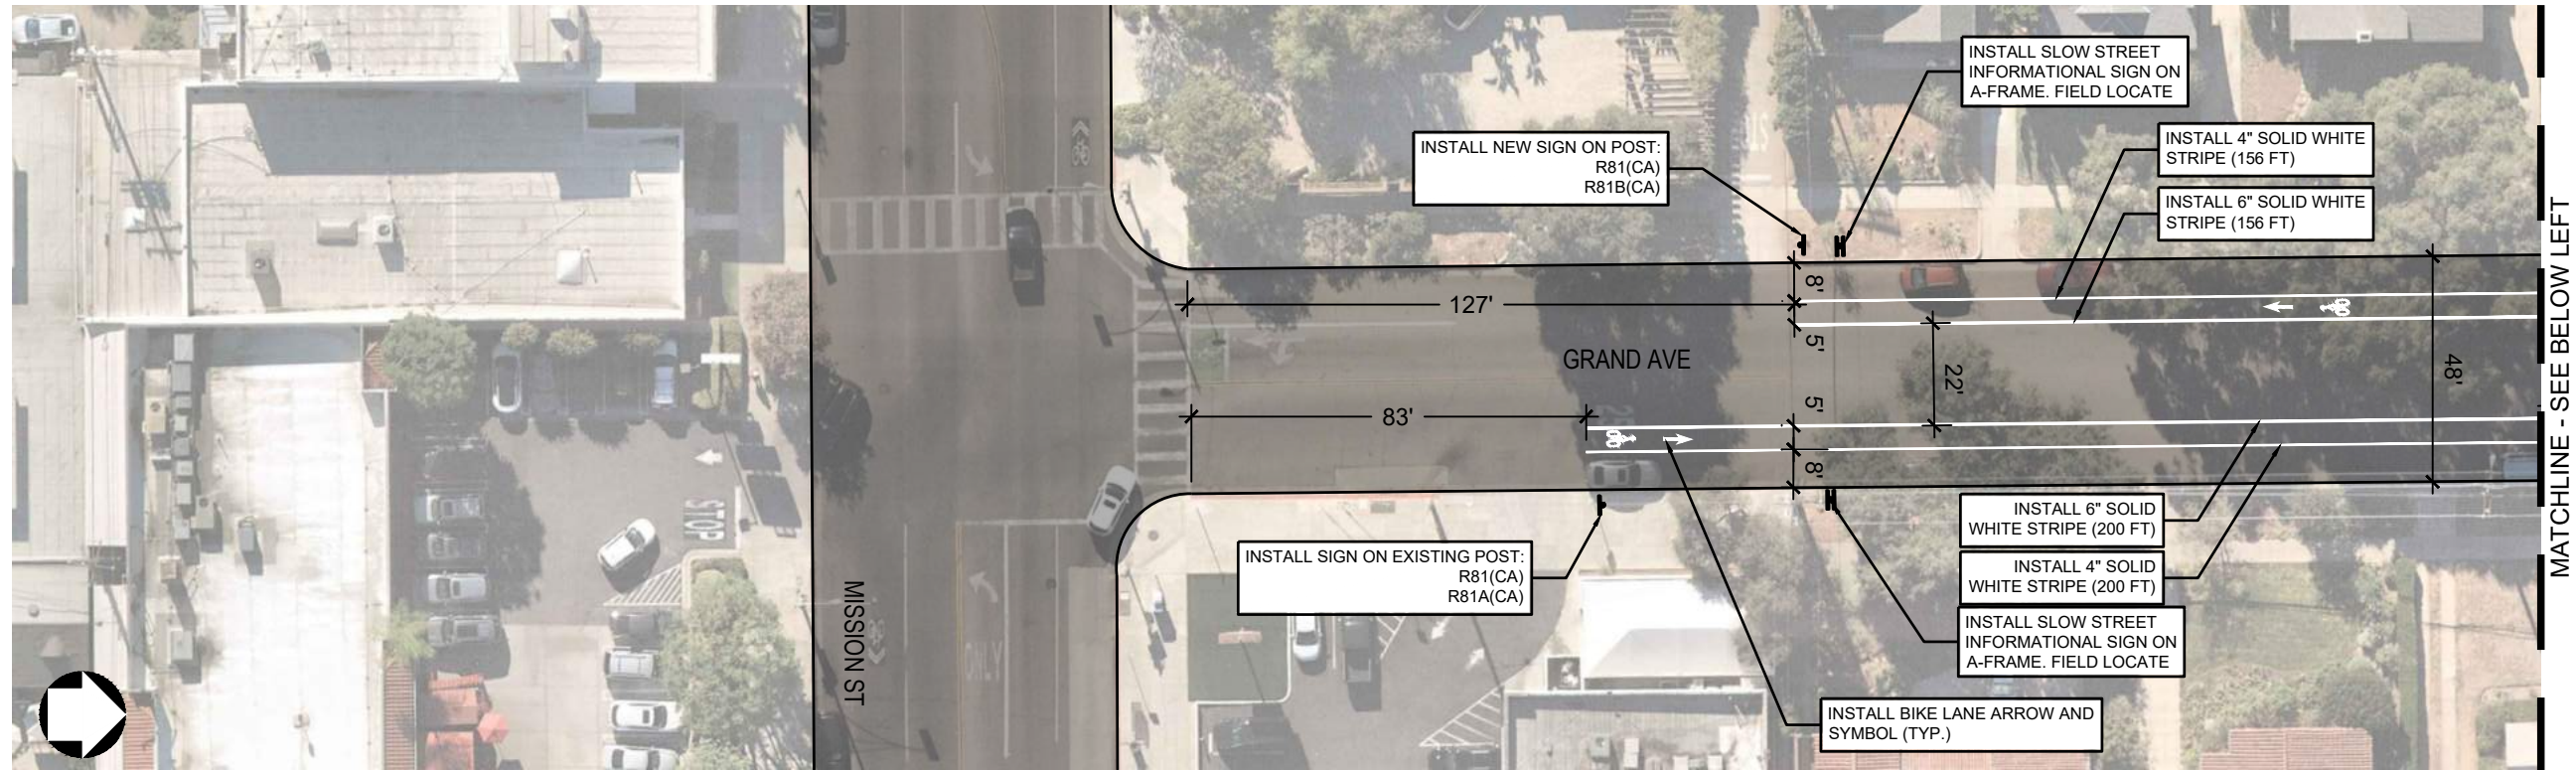 INSTALL SLOW STREET
INFORMATIONAL SIGN ON
A-FRAME. FIELD LOCATE
INSTALL NEW SIGN ON POST:
R81(CA)
R81B(CA)
INSTALL 4" SOLID WHITE
STRIPE (156 FT)
INSTALL 6" SOLID WHITE
STRIPE (156 FT)
8'
127'
5'
GRAND AVE
22'
48'
5'
83'
8'
MATCHLINE - SEE BELOW LEFT
STOP
MISSION ST
ONLY
INSTALL SIGN ON EXISTING POST:
R81(CA)
R81A(CA)
INSTALL 6" SOLID
WHITE STRIPE (200 FT)
INSTALL 4" SOLID
WHITE STRIPE (200 FT)
INSTALL SLOW STREET
INFORMATIONAL SIGN ON
A-FRAME. FIELD LOCATE
INSTALL BIKE LANE ARROW AND
SYMBOL (TYP.)